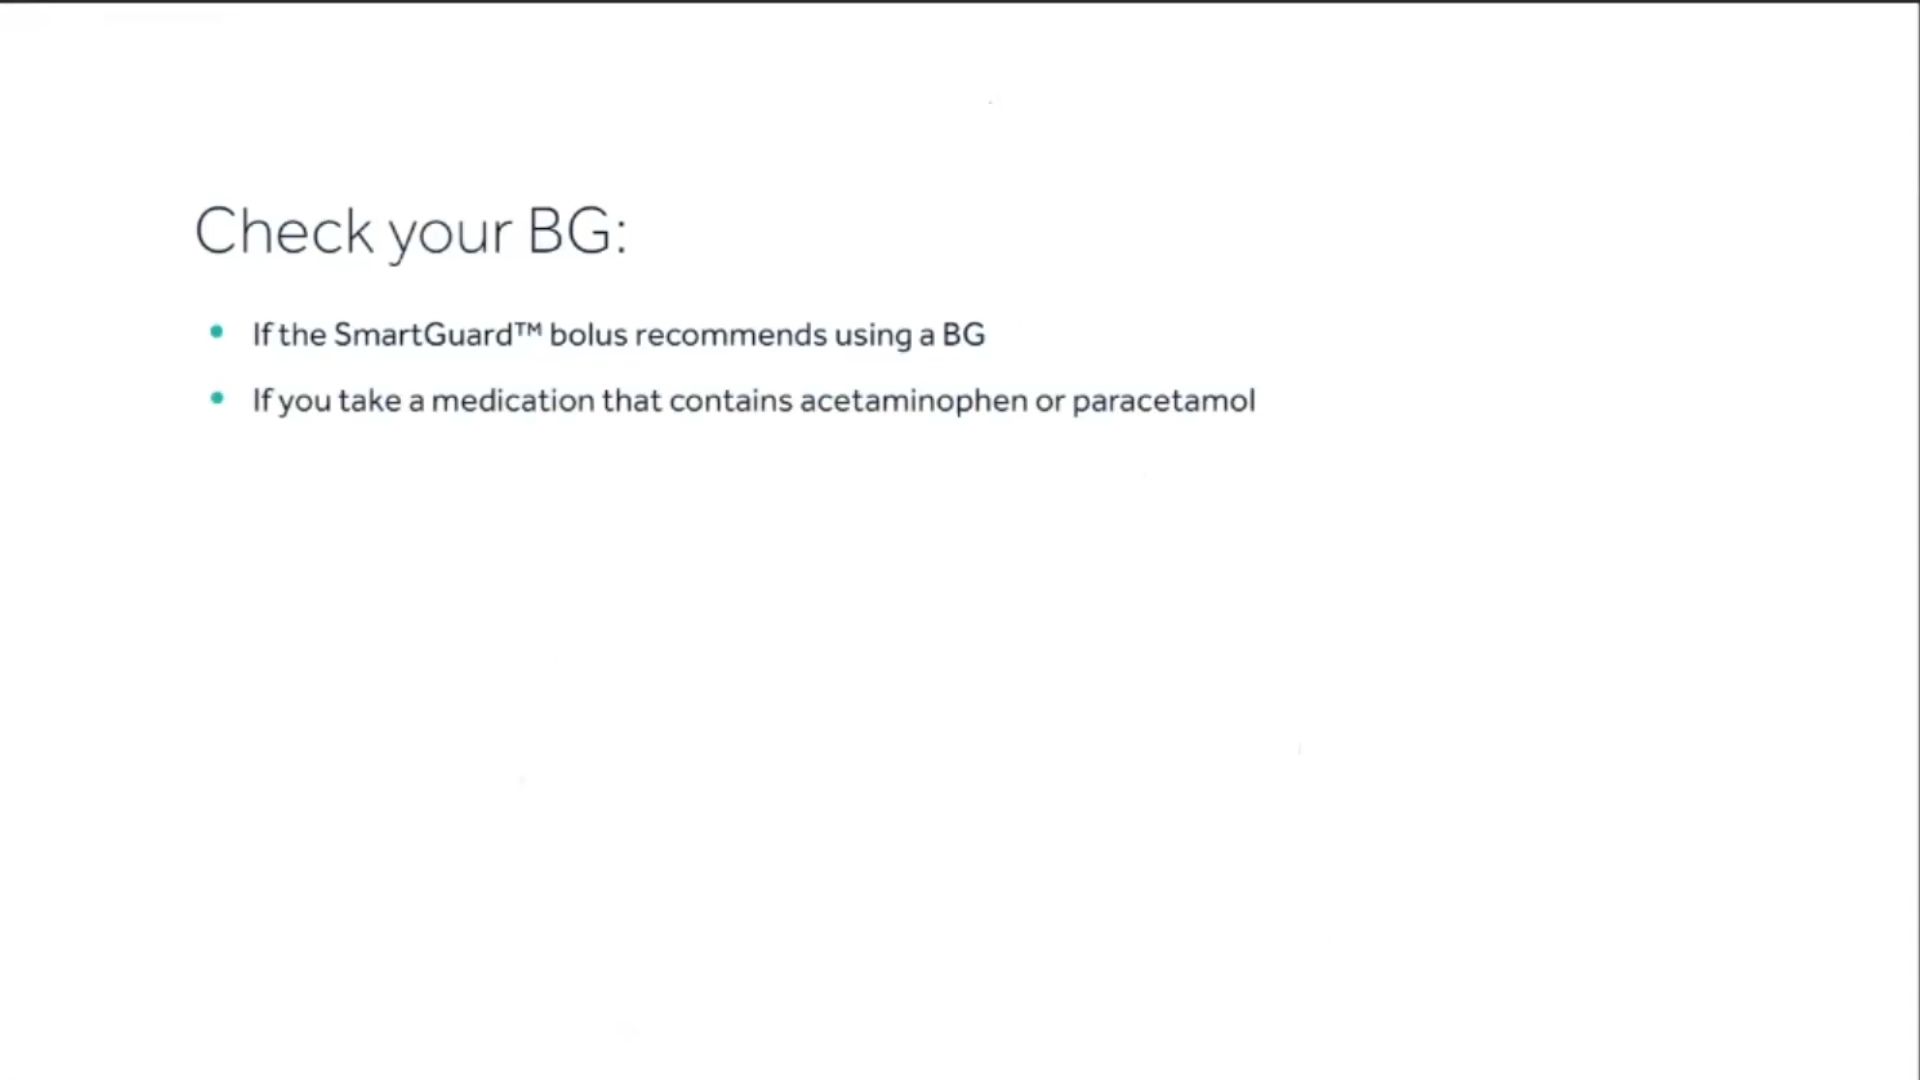 Check your BG:
• If the SmartGuard™ bolus recommends using a BG
• If you take a medication that contains acetaminophen or paracetamol